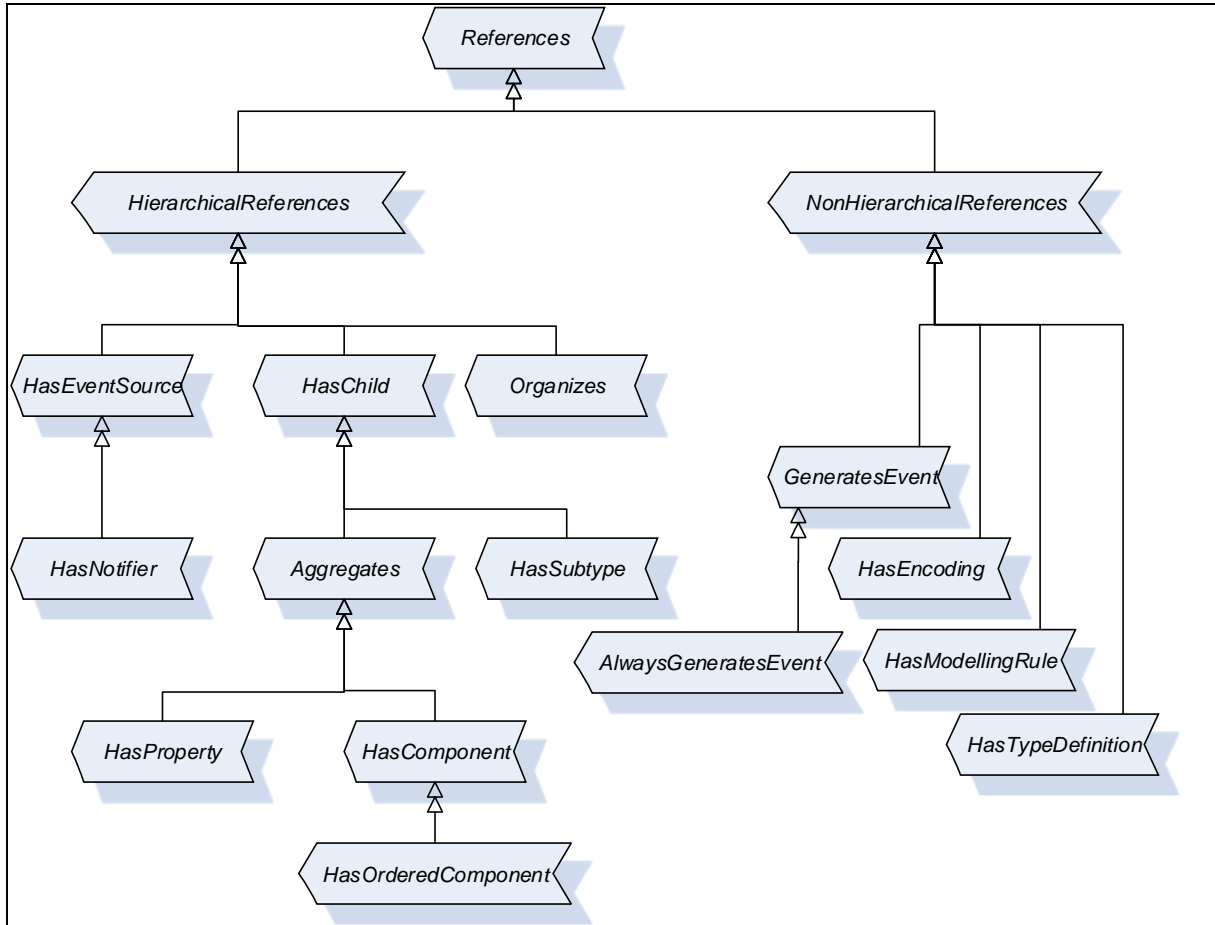 References
HierarchicalReferences
NonHierarchicalReferences
HasEventSource
HasChild
Organizes
GeneratesEvent
HasNotifier
Aggregates
HasSubtype
HasEncoding
AlwaysGeneratesEvent
HasModellingRule
HasProperty
HasComponent
HasTypeDefinition
HasOrderedComponent